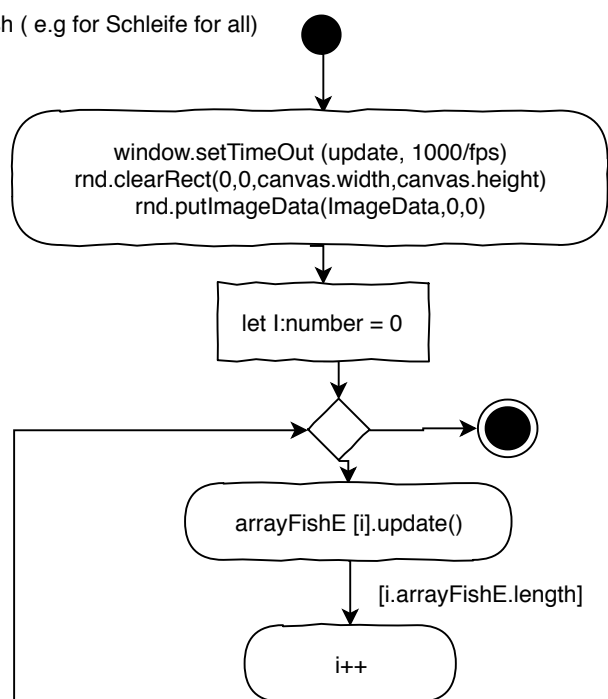 h ( e.g for Schleife for all)
window.setTimeOut (update, 1000/fps)
rnd.clearRect(0,0,canvas.width,canvas.height)
rnd.putImageData(ImageData,0,0)
let I:number = 0
arrayFishE [i].update()
[i.arrayFishE.length]
i++